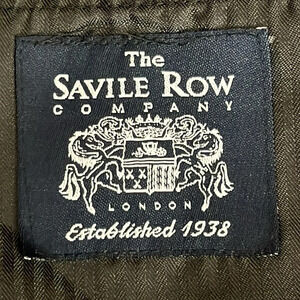 The
SAVILE ROW
COMPANY
LONDON
Established 1938